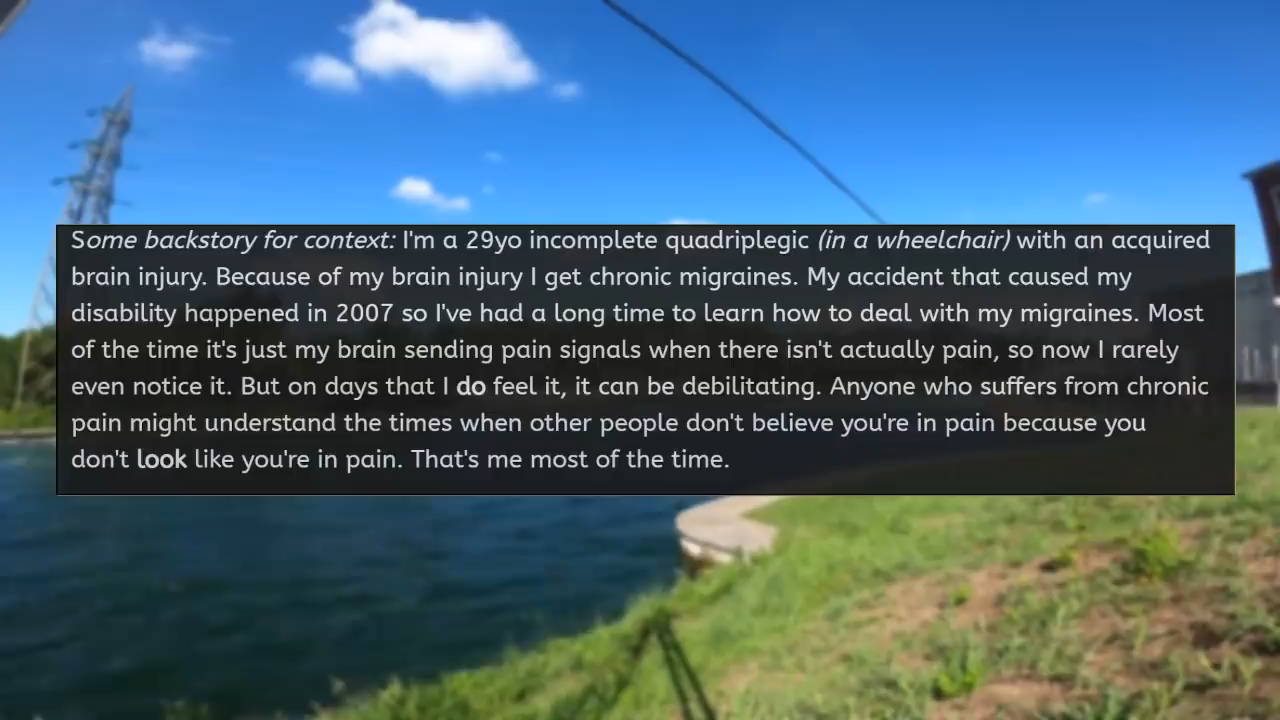 Some backstory for context: I'm a 29yo incomplete quadriplegic (in a wheelchair) with an acquired
brain injury. Because of my brain injury I get chronic migraines. My accident that caused my
disability happened in 2007 so I've had a long time to learn how to deal with my migraines. Most
of the time it's just my brain sending pain signals when there isn't actually pain, so now I rarely
even notice it. But on days that I do feel it, it can be debilitating. Anyone who suffers from chronic
pain might understand the times when other people don't believe you're in pain because you
don't look like you're in pain. That's me most of the time.